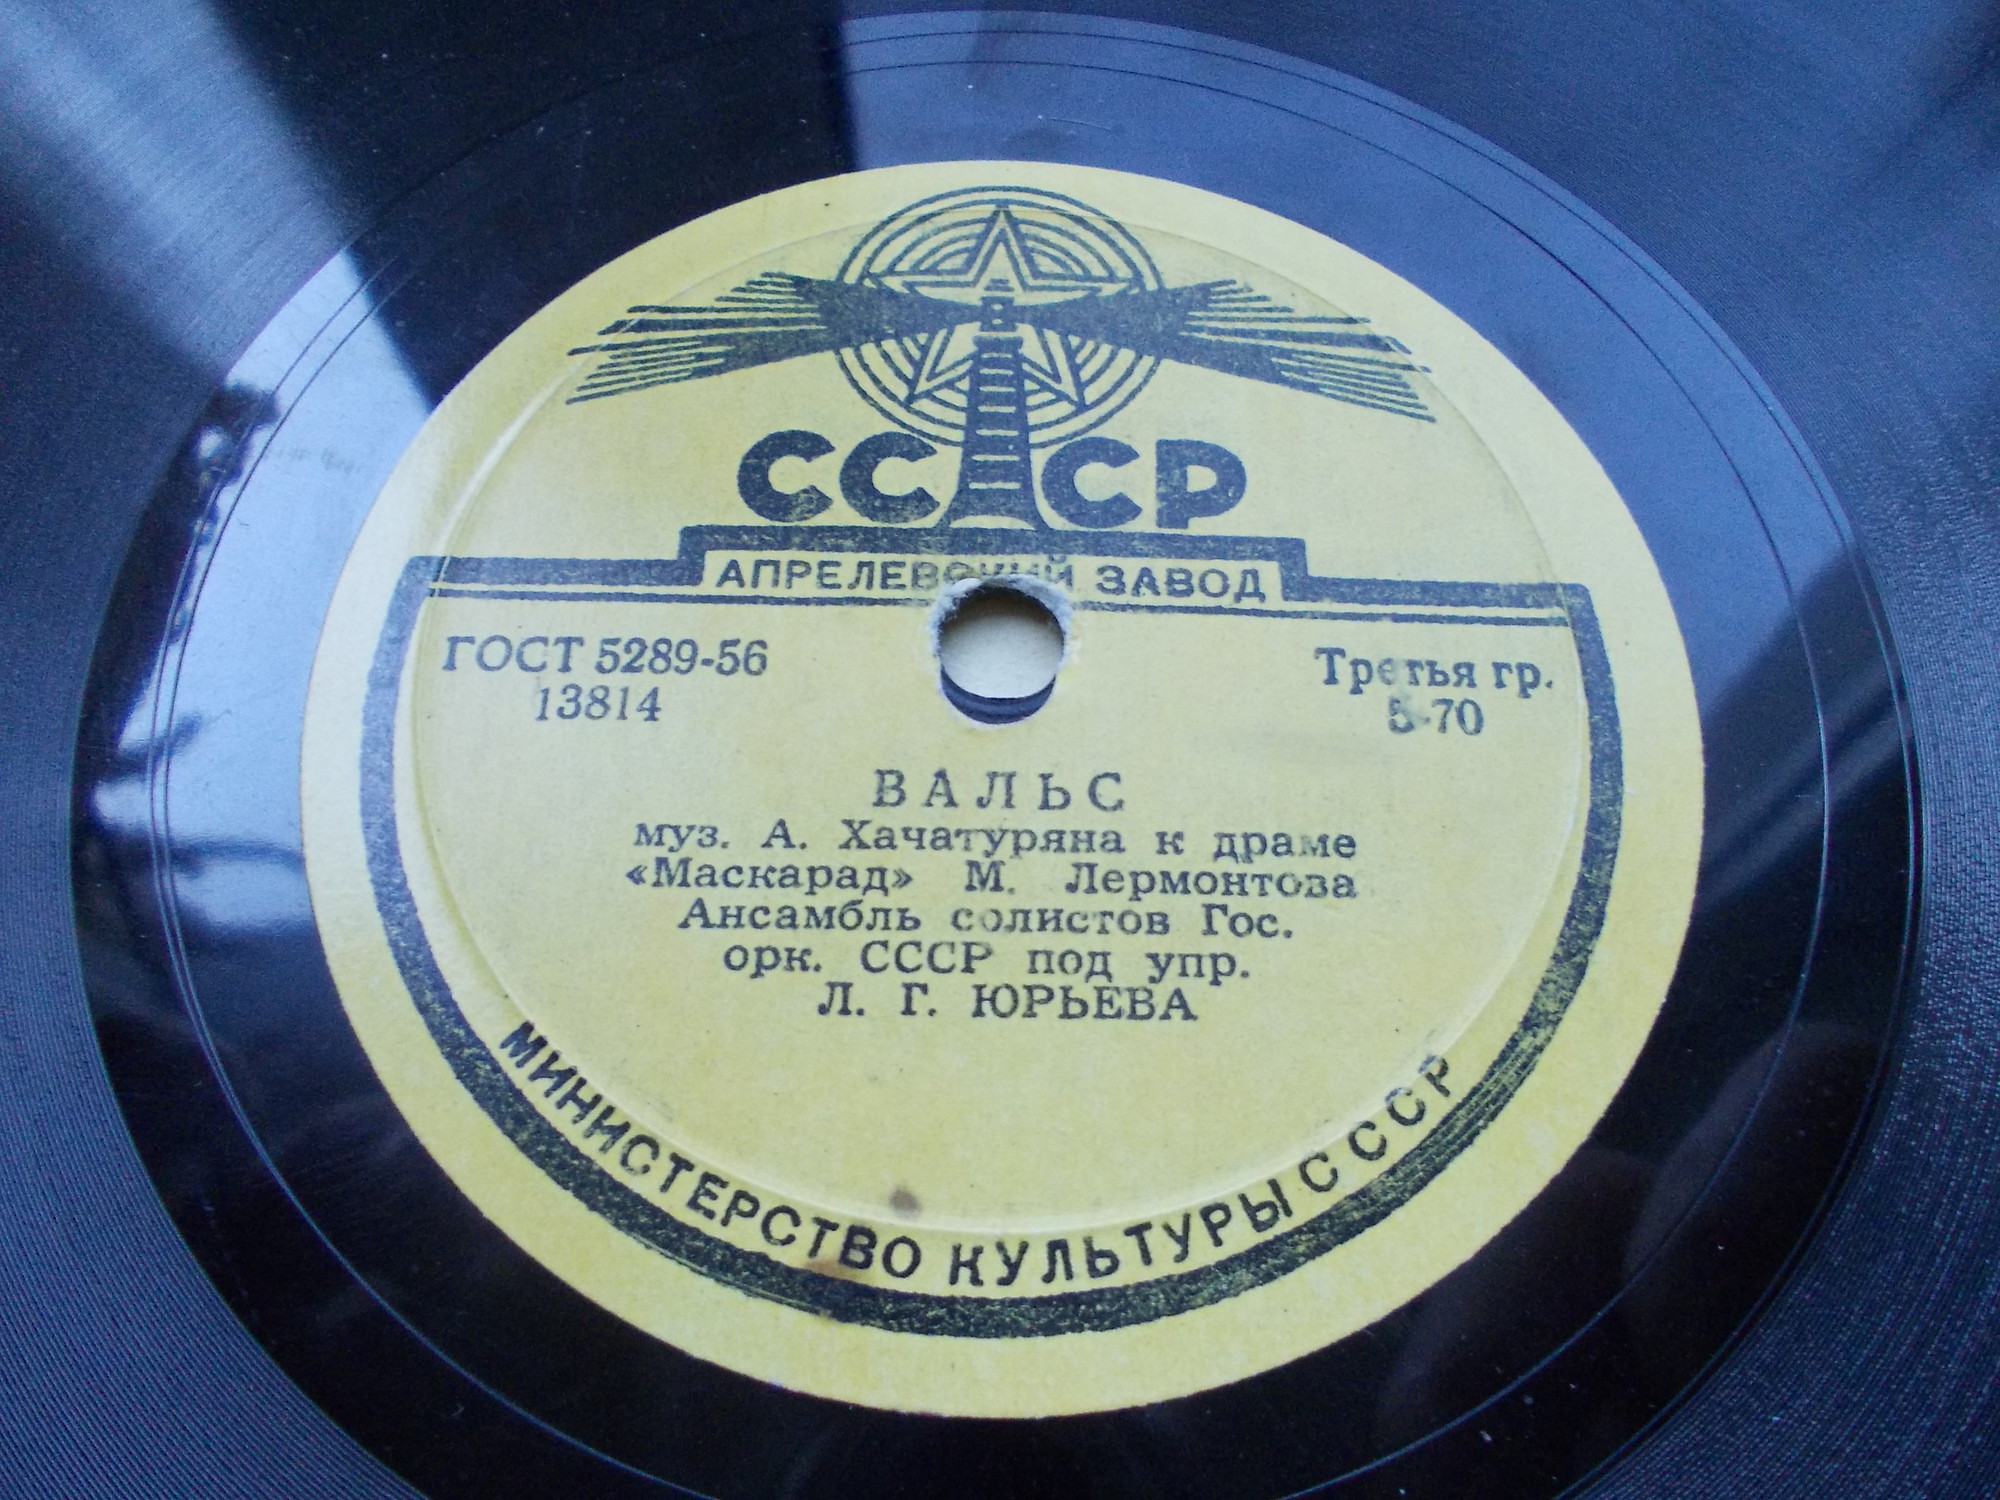 СССР
АПРЕЛЕВСКИЙ ЗАВОД
ГОСТ 5289-56
13814
Третья гр.
5-70
ВАЛЬС
муз. А. Хачатуряна к драме
«Маскарад» М. Лермонтова
Ансамбль солистов Гос.
орк. СССР под упр.
Л. Г. ЮРЬЕВА
МИНИСТЕРСТВО КУЛЬТУРЫ СССР